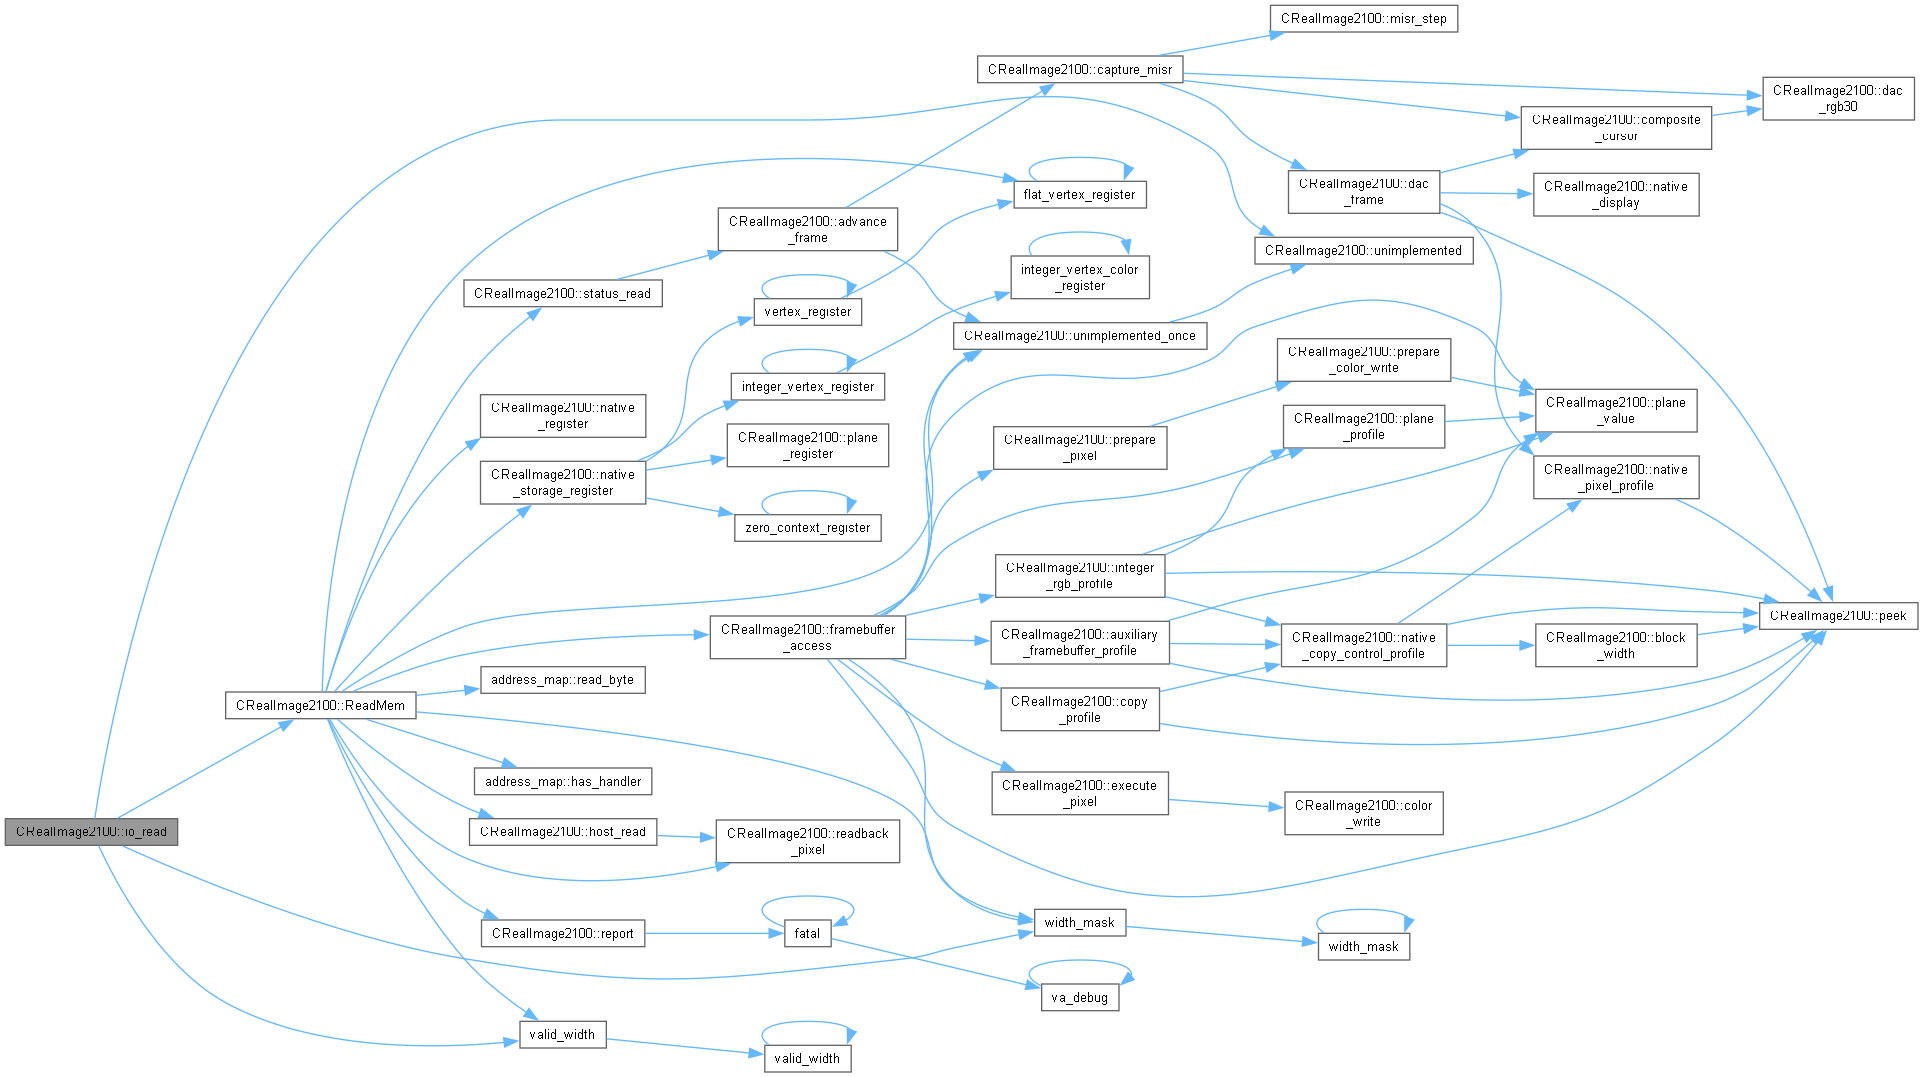 CRealImage2100::misr_step
CRealImage2100::capture_misr
CRealImage2100::dac
_rgb30
CRealImage2100::composite
_cursor
CRealImage2100::dac
_frame
CRealImage2100::native
_display
flat_vertex_register
CRealImage2100::advance
_frame
CRealImage2100::unimplemented
integer_vertex_color
_register
CRealImage2100::status_read
vertex_register
CRealImage2100::unimplemented_once
CRealImage2100::prepare
_color_write
integer_vertex_register
CRealImage2100::native
_register
CRealImage2100::plane
_value
CRealImage2100::plane
_profile
CRealImage2100::plane
_register
CRealImage2100::prepare
_pixel
CRealImage2100::native
_pixel_profile
CRealImage2100::native
_storage_register
zero_context_register
CRealImage2100::integer
_rgb_profile
CRealImage2100::peek
CRealImage2100::framebuffer
_access
CRealImage2100::auxiliary
_framebuffer_profile
CRealImage2100::native
_copy_control_profile
CRealImage2100::block
_width
address_map::read_byte
CRealImage2100::ReadMem
CRealImage2100::copy
_profile
address_map::has_handler
CRealImage2100::execute
_pixel
CRealImage2100::color
_write
CRealImage2100::io_read
CRealImage2100::host_read
CRealImage2100::readback
_pixel
CRealImage2100::report
fatal
width_mask
width_mask
va_debug
valid_width
valid_width